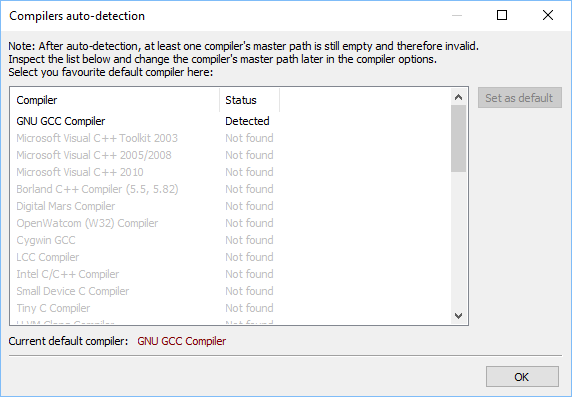 Compilers auto-detection
Note: After auto-detection, at least one compiler's master path is still empty and therefore invalid.
Inspect the list below and change the compiler's master path later in the compiler options.
Select you favourite default compiler here:
Compiler Status
GNU GCC Compiler Detected
Microsoft Visual C++ Toolkit 2003 Not found
Microsoft Visual C++ 2005/2008 Not found
Microsoft Visual C++ 2010 Not found
Borland C++ Compiler (5.5, 5.82) Not found
Digital Mars Compiler Not found
OpenWatcom (W32) Compiler Not found
Cygwin GCC Not found
LCC Compiler Not found
Intel C/C++ Compiler Not found
Small Device C Compiler Not found
Tiny C Compiler Not found
LLVM Clang Compiler Not found
Set as default
Current default compiler: GNU GCC Compiler
OK